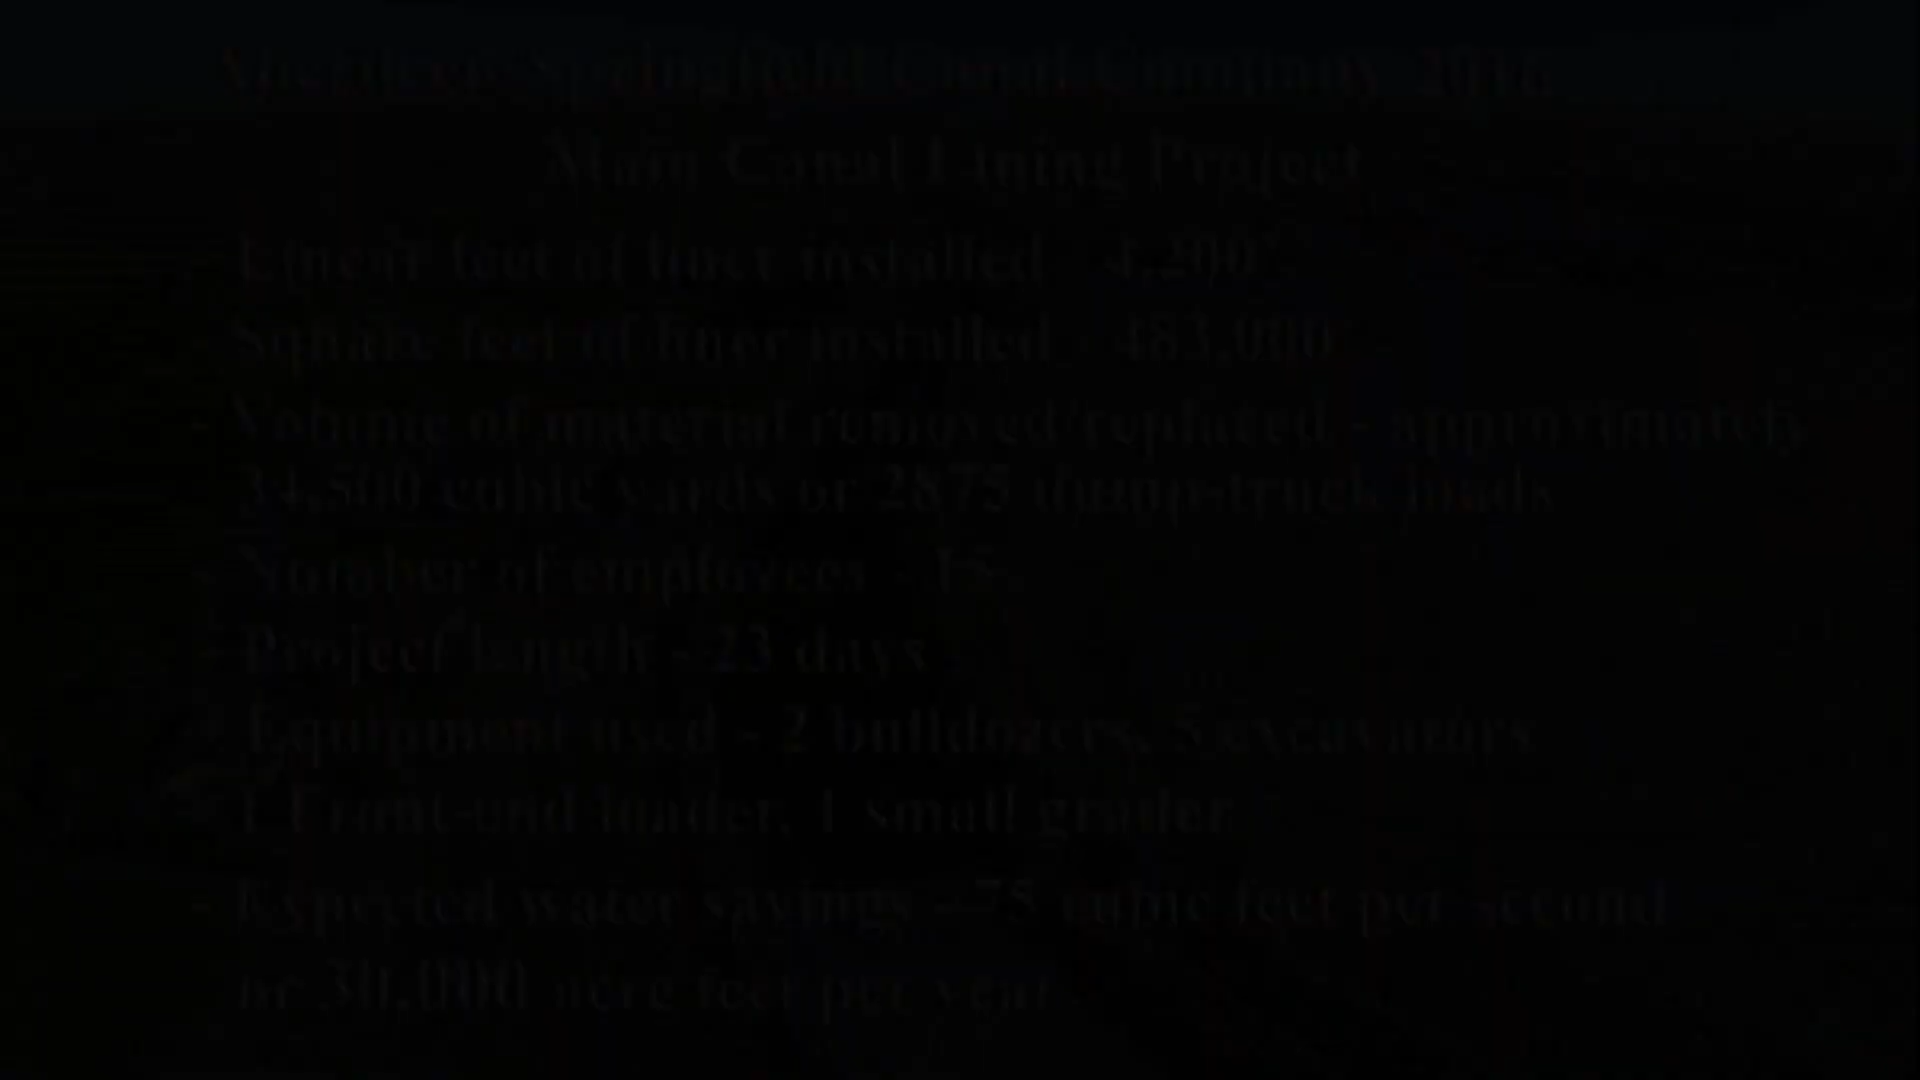 Aberdeen-Springfield Canal Company
Main Canal Lining Project
- Linear feet of liner installed - 4,200'
- Square feet of liner installed - 483,000'
- Volume of material removed/replaced - approximately
34,500 cubic yards or 2875 dump-truck loads
- Number of employees - 15
- Project length - 23 days
- Equipment used - 2 bulldozers, 5 excavators
1 Front-end loader, 1 small grader
- Expected water savings - 75 cubic feet per second
or 30,000 acre feet per year